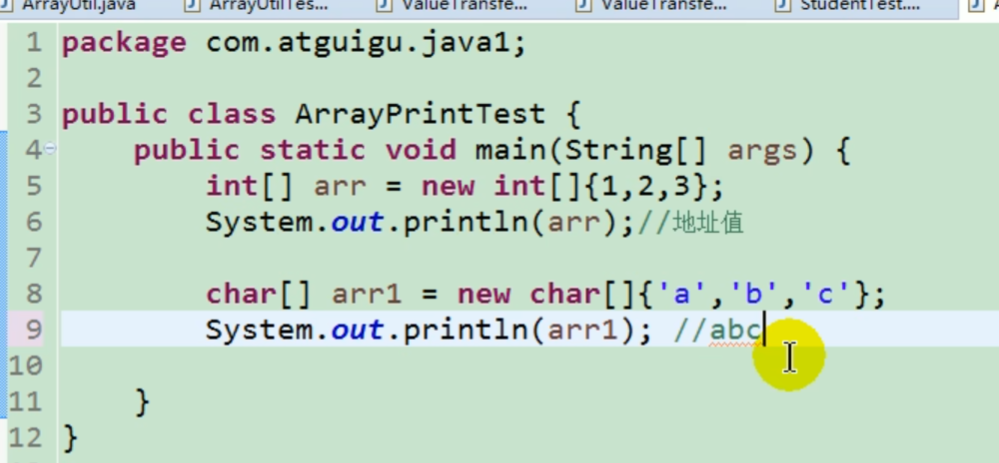 ArrayUtil.java ArrayUtilTes... ValueTransfe... ValueTransfe... StudentTest....
1 package com.atguigu.java1;
2
3 public class ArrayPrintTest {
4 public static void main(String[] args) {
5 int[] arr = new int[]{1,2,3};
6 System.out.println(arr);//地址值
7
8 char[] arr1 = new char[]{'a','b','c'};
9 System.out.println(arr1); //abc
10
11 }
12 }